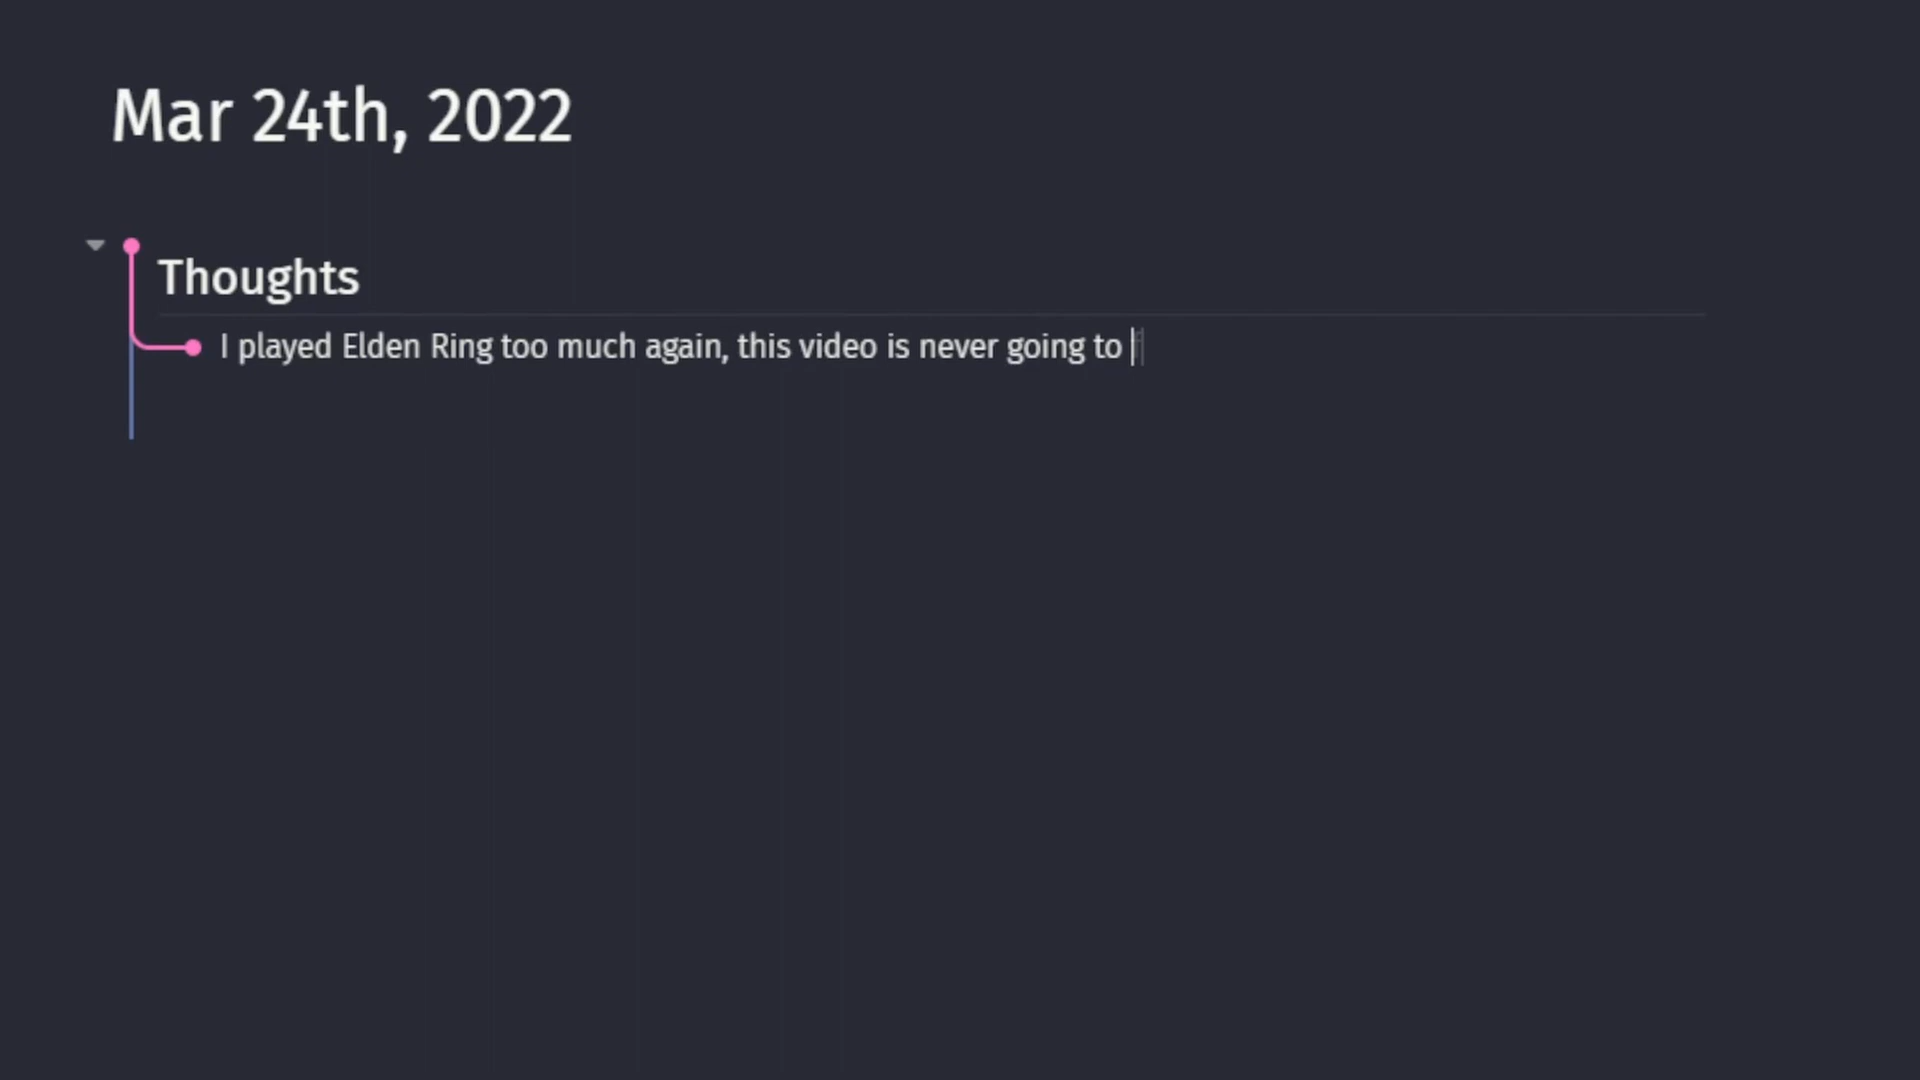 Mar 24th, 2022
Thoughts
I played Elden Ring too much again, this video is never going to